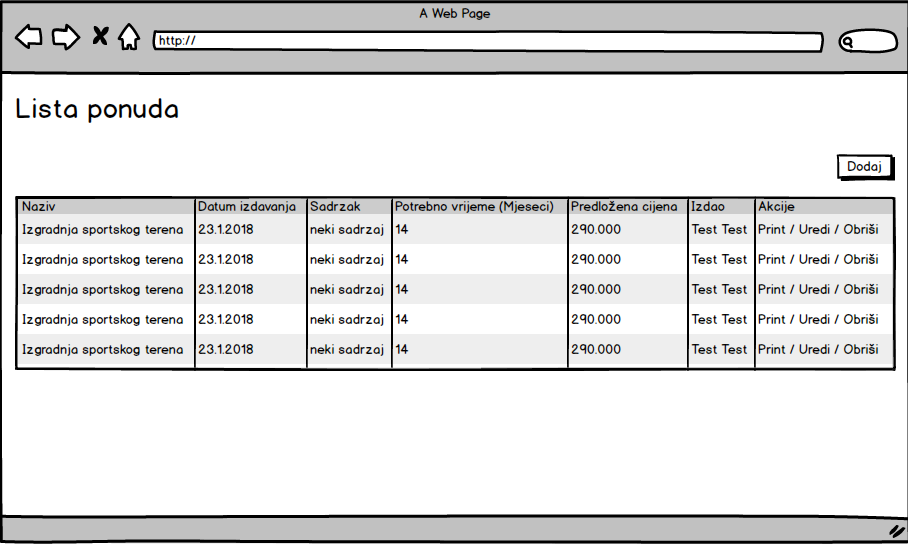 A Web Page
http://
Lista ponuda
Dodaj
Naziv Datum izdavanja Sadrzak Potrebno vrijeme (Mjeseci) Predložena cijena Izdao Akcije
Izgradnja sportskog terena 23.1.2018 neki sadrzaj 14 290.000 Test Test Print / Uredi / Obriši
Izgradnja sportskog terena 23.1.2018 neki sadrzaj 14 290.000 Test Test Print / Uredi / Obriši
Izgradnja sportskog terena 23.1.2018 neki sadrzaj 14 290.000 Test Test Print / Uredi / Obriši
Izgradnja sportskog terena 23.1.2018 neki sadrzaj 14 290.000 Test Test Print / Uredi / Obriši
Izgradnja sportskog terena 23.1.2018 neki sadrzaj 14 290.000 Test Test Print / Uredi / Obriši